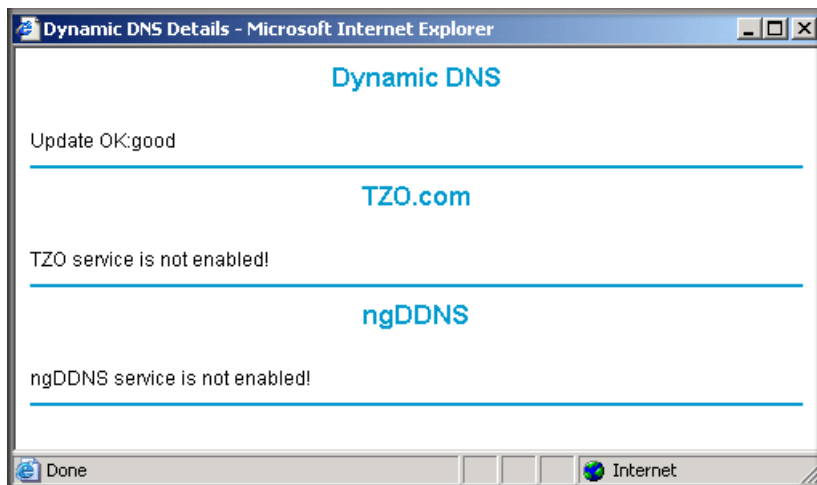 Dynamic DNS Details - Microsoft Internet Explorer
Dynamic DNS
Update OK:good
TZO.com
TZO service is not enabled!
ngDDNS
ngDDNS service is not enabled!
Done
Internet